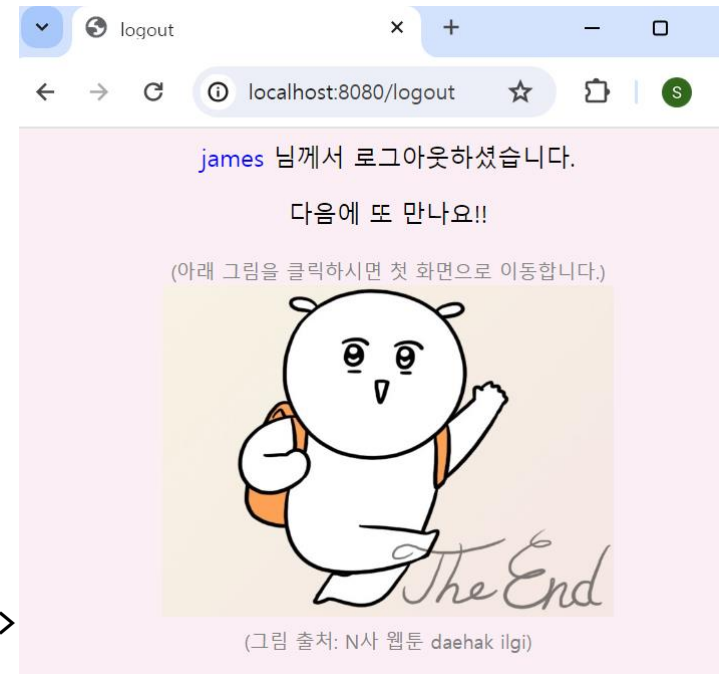 logout
localhost:8080/logout
S
james 님께서 로그아웃하셨습니다.
다음에 또 만나요!!
(아래 그림을 클릭하시면 첫 화면으로 이동합니다.)
The End
(그림 출처: N사 웹툰 daehak ilgi)